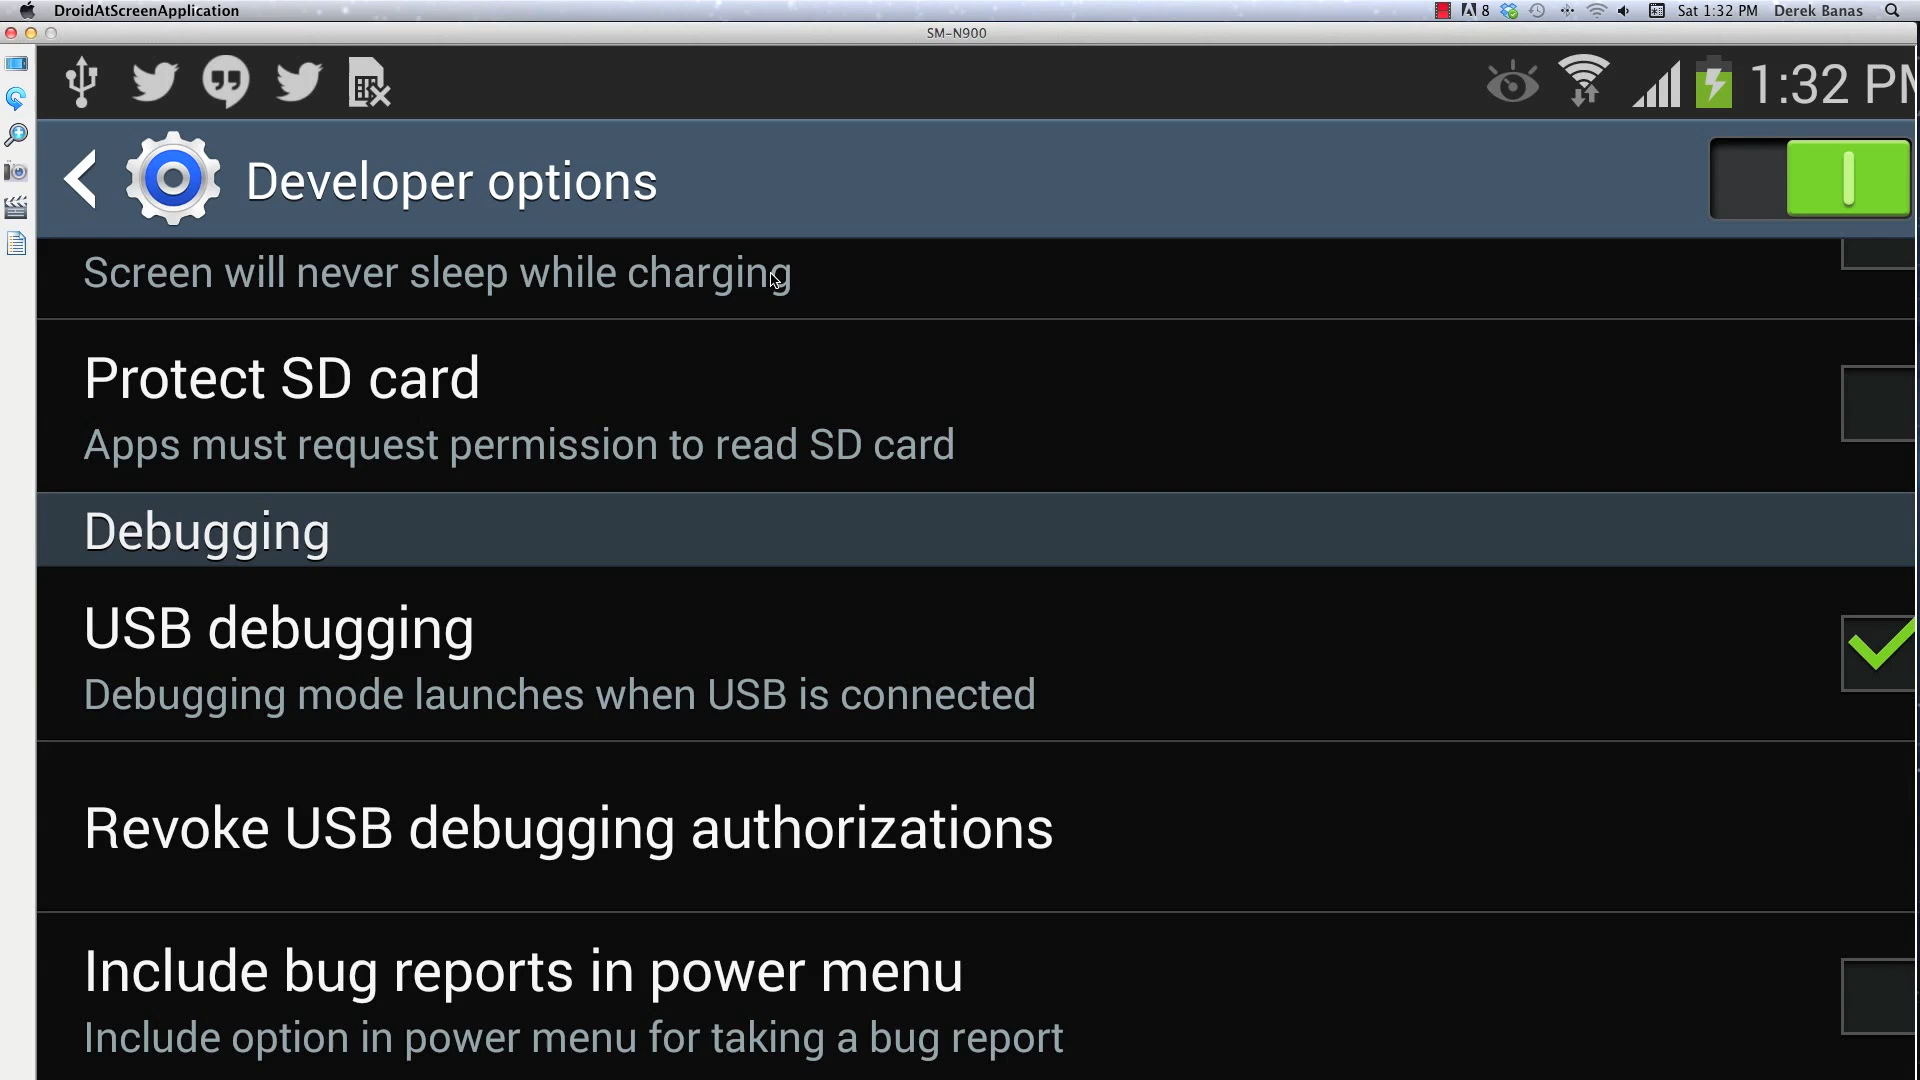 DroidAtScreenApplication
8
Sat 1:32 PM
Derek Banas
SM-N900
1:32 PM
Developer options
Screen will never sleep while charging
Protect SD card
Apps must request permission to read SD card
Debugging
USB debugging
Debugging mode launches when USB is connected
Revoke USB debugging authorizations
Include bug reports in power menu
Include option in power menu for taking a bug report